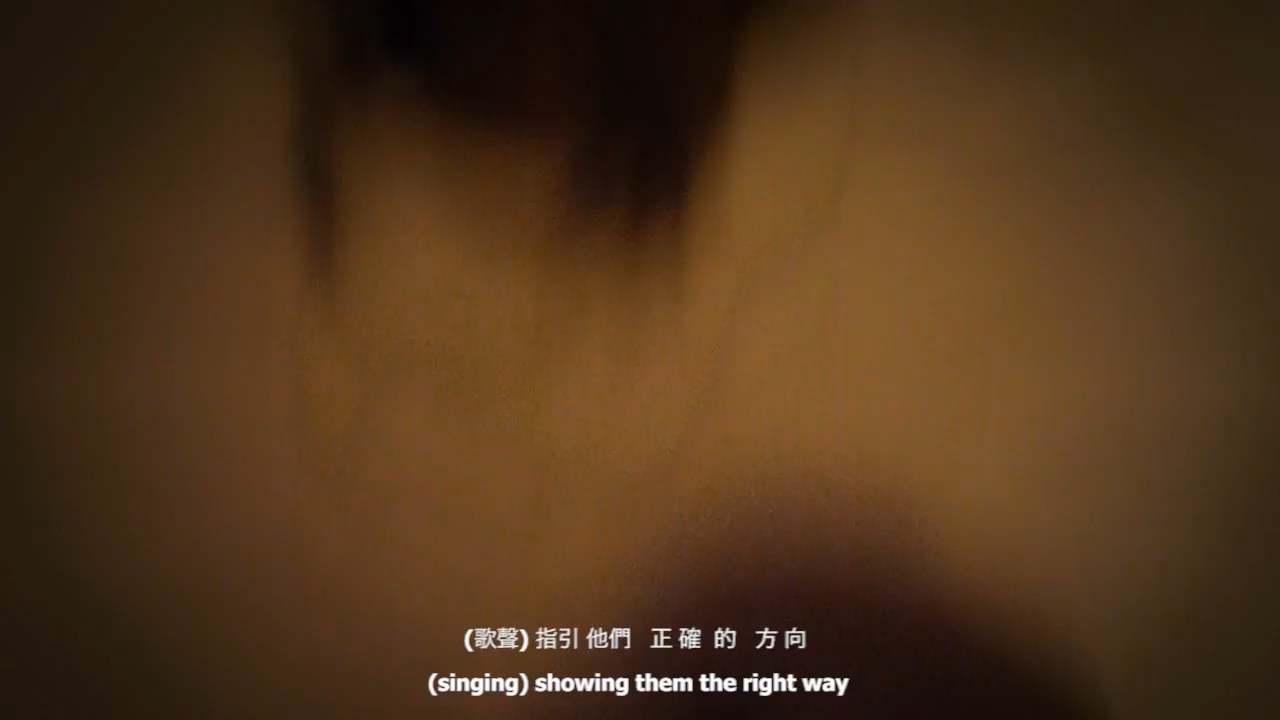 (歌聲) 指引 他們 正 確 的 方 向
(singing) showing them the right way